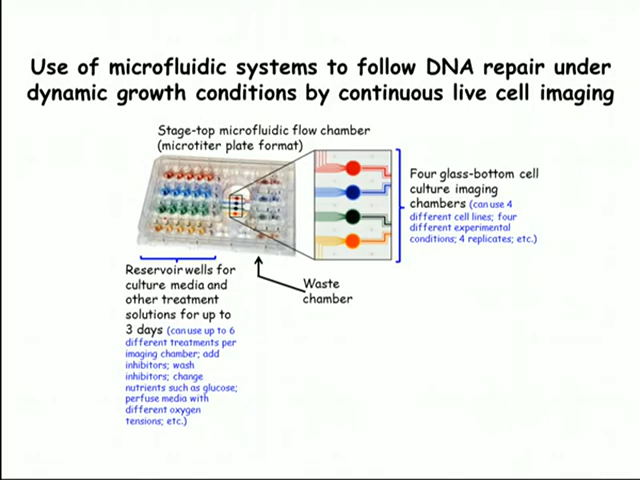 Use of microfluidic systems to follow DNA repair under
dynamic growth conditions by continuous live cell imaging
Stage-top microfluidic flow chamber
(microtiter plate format)
Four glass-bottom cell
culture imaging
chambers (can use 4
different cell lines; four
different experimental
conditions; 4 replicates; etc.)
Reservoir wells for
culture media and
other treatment
solutions for up to
3 days (can use up to 6
different treatments per
imaging chamber; add
inhibitors; wash
inhibitors; change
nutrients such as glucose;
perfuse media with
different oxygen
tensions; etc.)
Waste
chamber